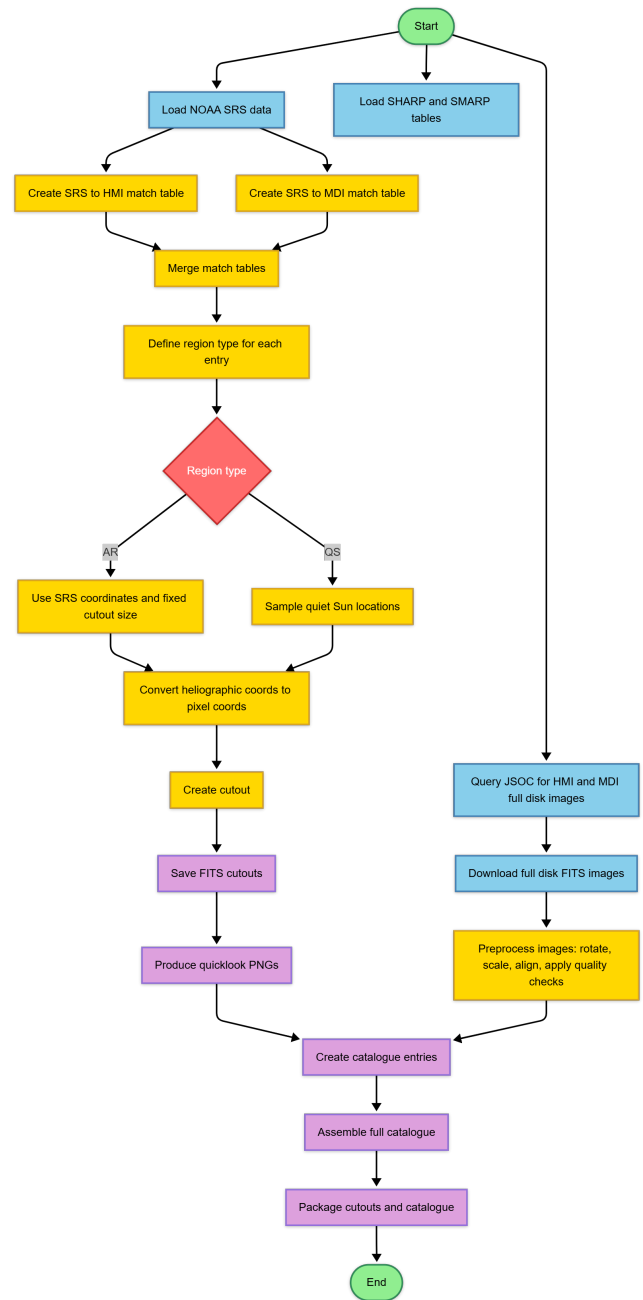 Start
Load NOAA SRS data
Load SHARP and SMARP
tables
Create SRS to HMI match table
Create SRS to MDI match table
Merge match tables
Define region type for each
entry
Region type
AR
QS
Use SRS coordinates and fixed
cutout size
Sample quiet Sun locations
Convert heliographic coords to
pixel coords
Query JSOC for HMI and MDI
full disk images
Create cutout
Save FITS cutouts
Download full disk FITS images
Produce quicklook PNGs
Preprocess images: rotate,
scale, align, apply quality
checks
Create catalogue entries
Assemble full catalogue
Package cutouts and catalogue
End